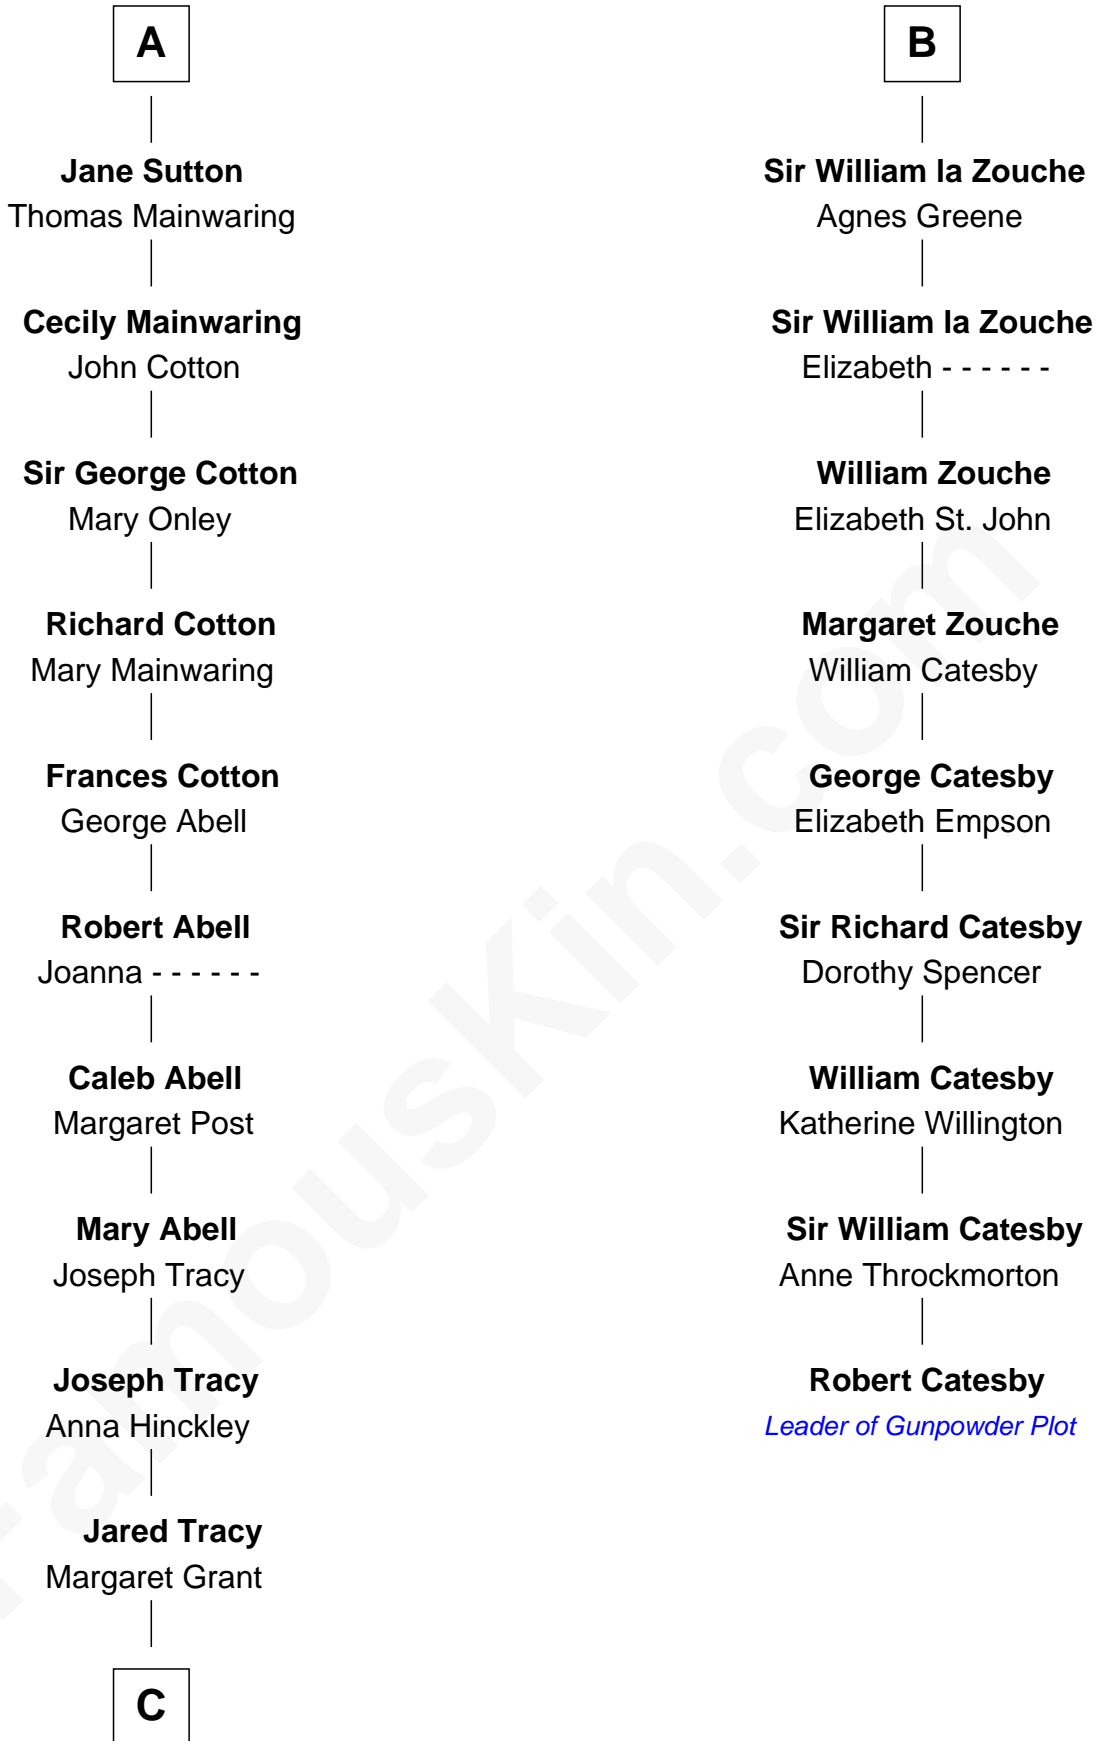 A
Jane Sutton
Thomas Mainwaring
Cecily Mainwaring
John Cotton
Sir George Cotton
Mary Onley
Richard Cotton
Mary Mainwaring
Frances Cotton
George Abell
Robert Abell
Joanna - - - - - -
Caleb Abell
Margaret Post
Mary Abell
Joseph Tracy
Joseph Tracy
Anna Hinckley
Jared Tracy
Margaret Grant
C
B
Sir William la Zouche
Agnes Greene
Sir William la Zouche
Elizabeth - - - - - -
William Zouche
Elizabeth St. John
Margaret Zouche
William Catesby
George Catesby
Elizabeth Empson
Sir Richard Catesby
Dorothy Spencer
William Catesby
Katherine Willington
Sir William Catesby
Anne Throckmorton
Robert Catesby
Leader of Gunpowder Plot
FamousKin.com